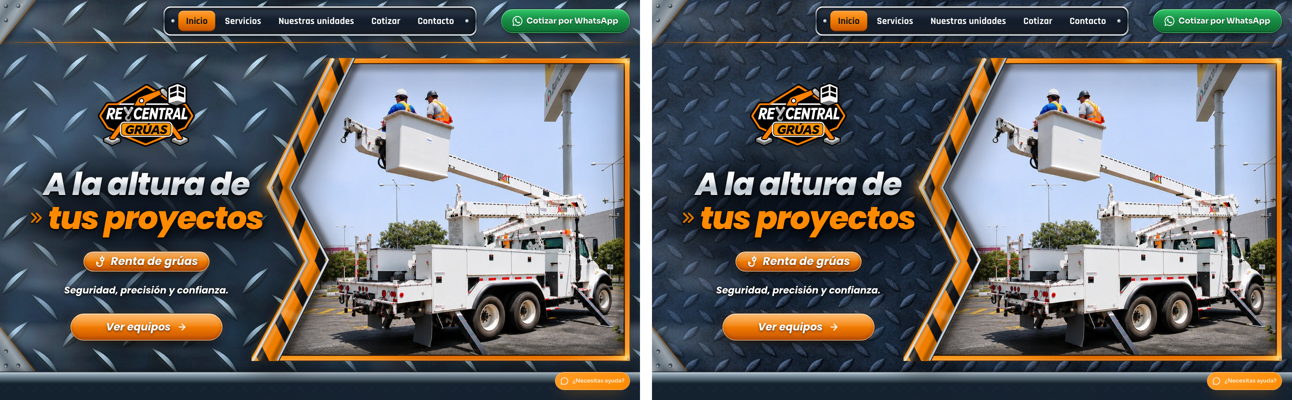 Inicio Servicios Nuestras unidades Cotizar Contacto Cotizar por WhatsApp
REY CENTRAL
GRÚAS
A la altura de
» tus proyectos
Renta de grúas
Seguridad, precisión y confianza.
Ver equipos →
¿Necesitas ayuda?
Inicio Servicios Nuestras unidades Cotizar Contacto Cotizar por WhatsApp
REY CENTRAL
GRÚAS
A la altura de
» tus proyectos
Renta de grúas
Seguridad, precisión y confianza.
Ver equipos →
¿Necesitas ayuda?